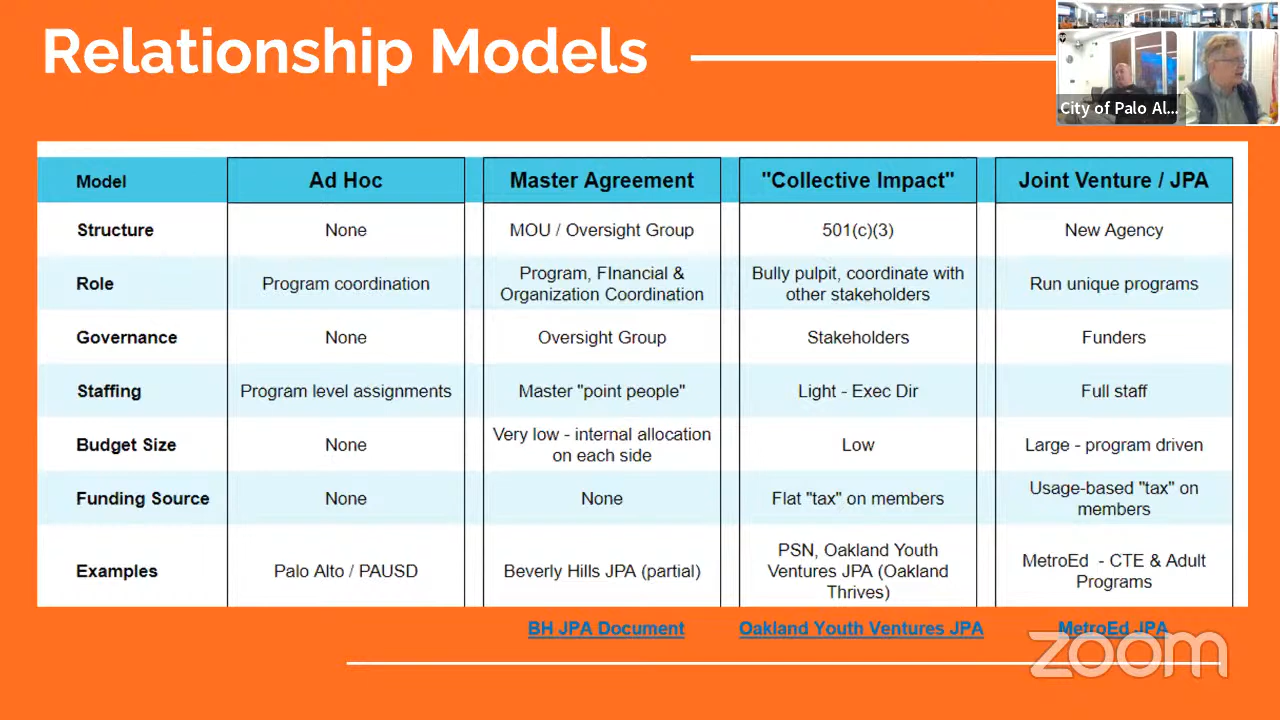 Relationship Models
City of Palo Al...
Model
Ad Hoc
Master Agreement
"Collective Impact"
Joint Venture / JPA
Structure
None
MOU / Oversight Group
501(c)(3)
New Agency
Role
Program coordination
Program, FInancial &
Organization Coordination
Bully pulpit, coordinate with
other stakeholders
Run unique programs
Governance
None
Oversight Group
Stakeholders
Funders
Staffing
Program level assignments
Master "point people"
Light - Exec Dir
Full staff
Budget Size
None
Very low - internal allocation
on each side
Low
Large - program driven
Funding Source
None
None
Flat "tax" on members
Usage-based "tax" on
members
Examples
Palo Alto / PAUSD
Beverly Hills JPA (partial)
PSN, Oakland Youth
Ventures JPA (Oakland
Thrives)
MetroEd - CTE & Adult
Programs
BH JPA Document
Oakland Youth Ventures JPA
MetroEd JPA
zoom